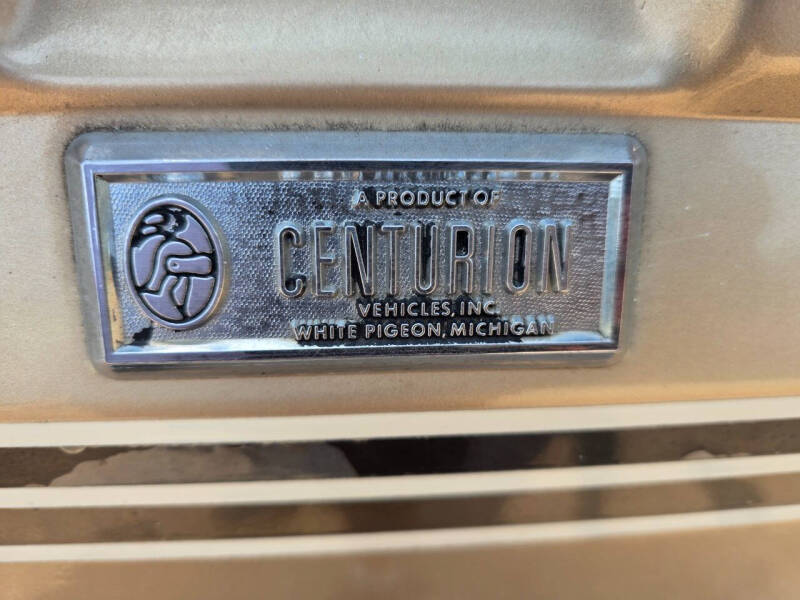 A PRODUCT OF
CENTURION
VEHICLES, INC.
WHITE PIGEON, MICHIGAN